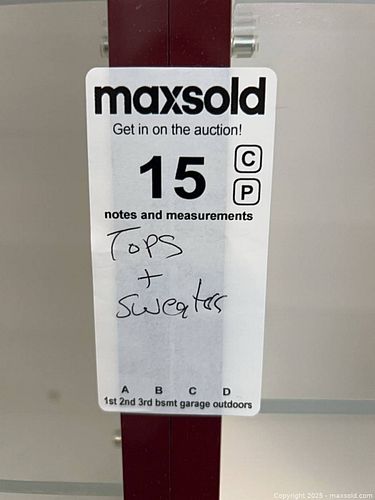 maxsold
Get in on the auction!
15
C
P
notes and measurements
Tops
+
Sweaters
A B C D
1st 2nd 3rd bsmt garage outdoors
Copyright 2025 - maxsold.com